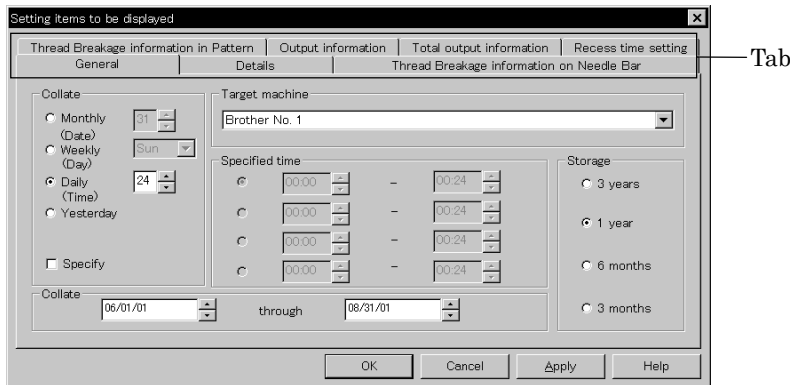 Setting items to be displayed
Thread Breakage information in Pattern Output information Total output information Recess time setting
General Details Thread Breakage information on Needle Bar
Tab
Collate
Monthly 31
(Date)
Weekly Sun
(Day)
Daily 24
(Time)
Yesterday
Specify
Target machine
Brother No. 1
Specified time
00:00 – 00:24
00:00 – 00:24
00:00 – 00:24
00:00 – 00:24
Storage
3 years
1 year
6 months
3 months
Collate
06/01/01 through 08/31/01
OK Cancel Apply Help